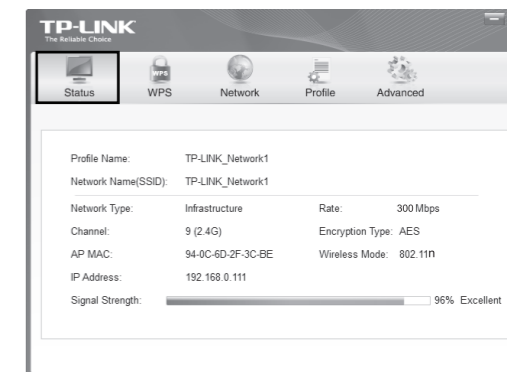 TP-LINK
The Reliable Choice
WPS
Status WPS Network Profile Advanced
Profile Name: TP-LINK_Network1
Network Name(SSID): TP-LINK_Network1
Network Type: Infrastructure Rate: 300 Mbps
Channel: 9 (2.4G) Encryption Type: AES
AP MAC: 94-0C-6D-2F-3C-BE Wireless Mode: 802.11n
IP Address: 192.168.0.111
Signal Strength: 96% Excellent